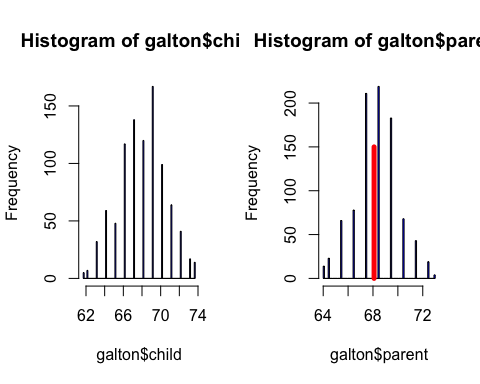 Histogram of galton$chi
Histogram of galton$pare
Frequency
0
50
100
150
62
66
70
74
galton$child
Frequency
0
50
100
150
200
64
68
72
galton$parent